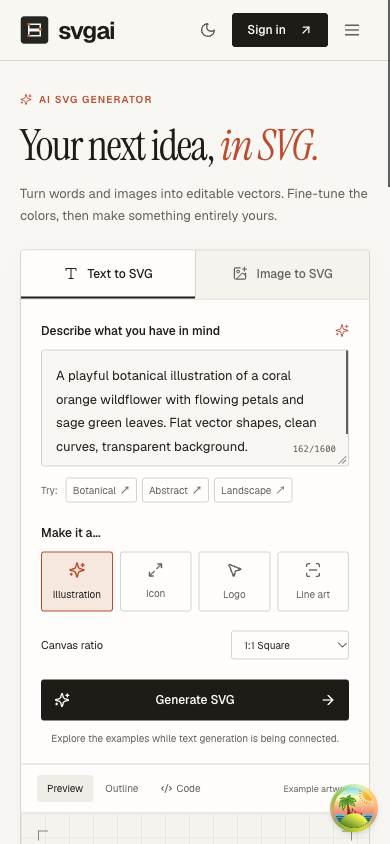 svgai
Sign in
AI SVG GENERATOR
Your next idea, in SVG.
Turn words and images into editable vectors. Fine-tune the
colors, then make something entirely yours.
Text to SVG
Image to SVG
Describe what you have in mind
A playful botanical illustration of a coral
orange wildflower with flowing petals and
sage green leaves. Flat vector shapes, clean
curves, transparent background.
162/1600
Try:
Botanical
Abstract
Landscape
Make it a...
Illustration
Icon
Logo
Line art
Canvas ratio
1:1 Square
Generate SVG
Explore the examples while text generation is being connected.
Preview
Outline
</> Code
Example